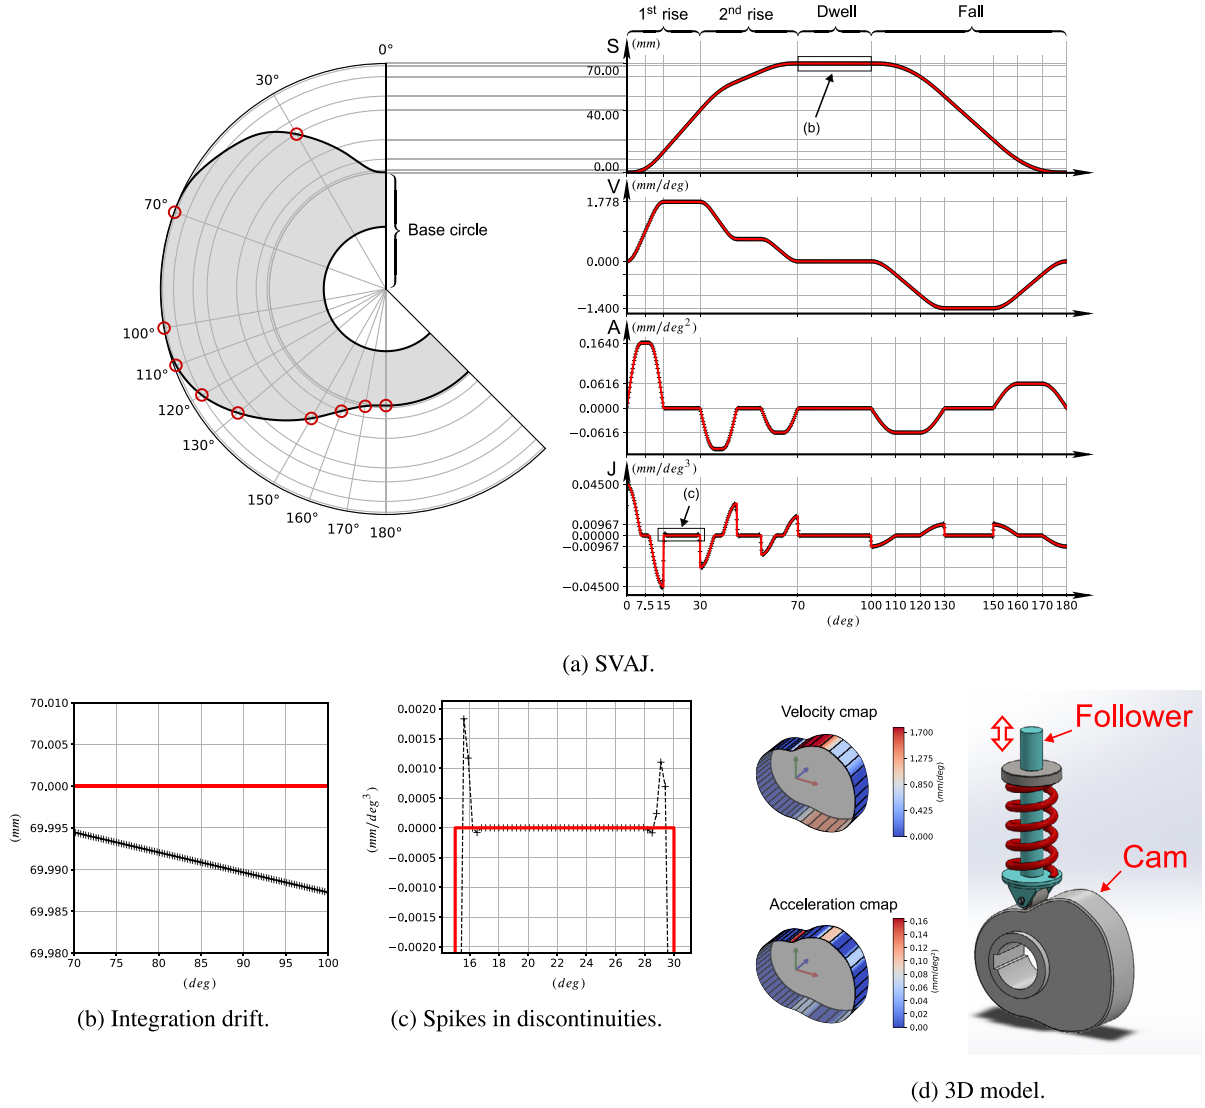 1st rise 2nd rise Dwell Fall
S (mm)
70.00
40.00
0.00
(b)
V (mm/deg)
1.778
0.000
−1.400
A (mm/deg2)
0.1640
0.0616
0.0000
−0.0616
J (mm/deg3)
0.04500
0.00967
0.00000
−0.00967
−0.04500
(c)
0 7.5 15 30 70 100 110 120 130 150 160 170 180
(deg)
0°
30°
70°
100°
110°
120°
130°
150°
160°
170°
180°
Base circle
(a) SVAJ.
70.010
70.005
70.000
69.995
69.990
69.985
69.980
(mm)
70 75 80 85 90 95 100
(deg)
(b) Integration drift.
0.0020
0.0015
0.0010
0.0005
0.0000
−0.0005
−0.0010
−0.0015
−0.0020
(mm/deg3)
16 18 20 22 24 26 28 30
(deg)
(c) Spikes in discontinuities.
Velocity cmap
1.700
1.275
0.850
0.425
0.000
(mm/deg)
Acceleration cmap
0.16
0.14
0.12
0.10
0.08
0.06
0.04
0.02
0.00
(mm/deg2)
Follower
Cam
(d) 3D model.